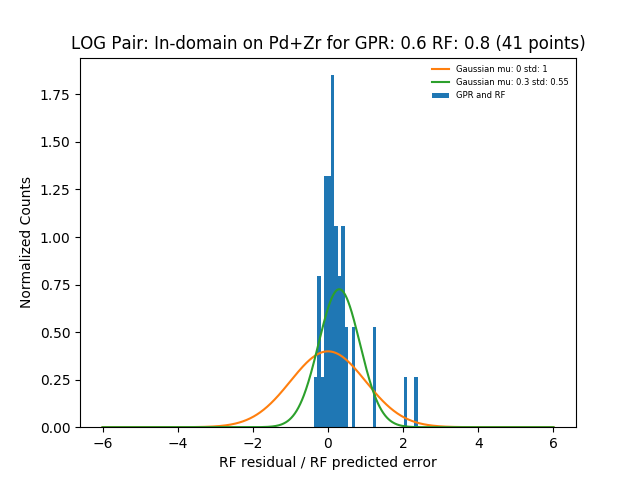 LOG Pair: In-domain on Pd+Zr for GPR: 0.6 RF: 0.8 (41 points)
Gaussian mu: 0 std: 1
Gaussian mu: 0.3 std: 0.55
GPR and RF
Normalized Counts
1.75
1.50
1.25
1.00
0.75
0.50
0.25
0.00
−6 −4 −2 0 2 4 6
RF residual / RF predicted error